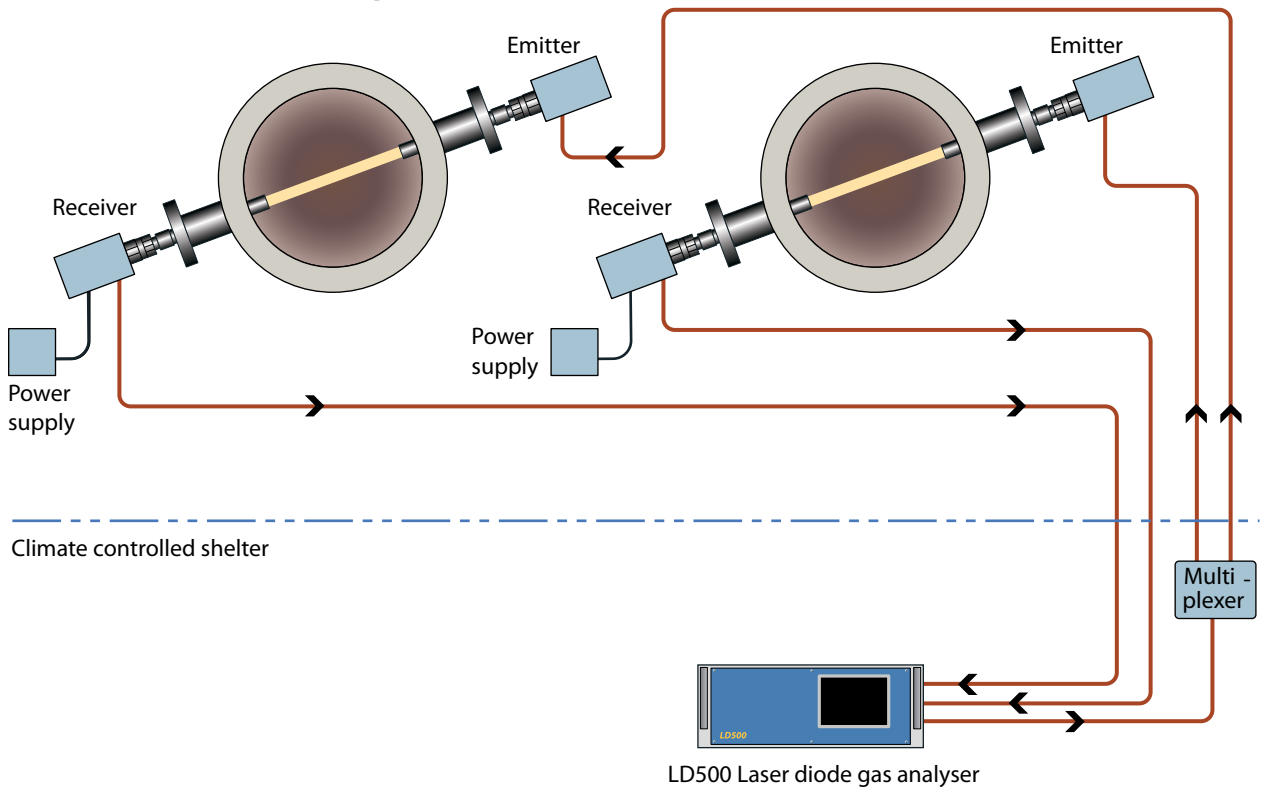 Emitter
Emitter
Receiver
Receiver
Power
supply
Power
supply
Climate controlled shelter
Multi -
plexer
LD500
LD500 Laser diode gas analyser